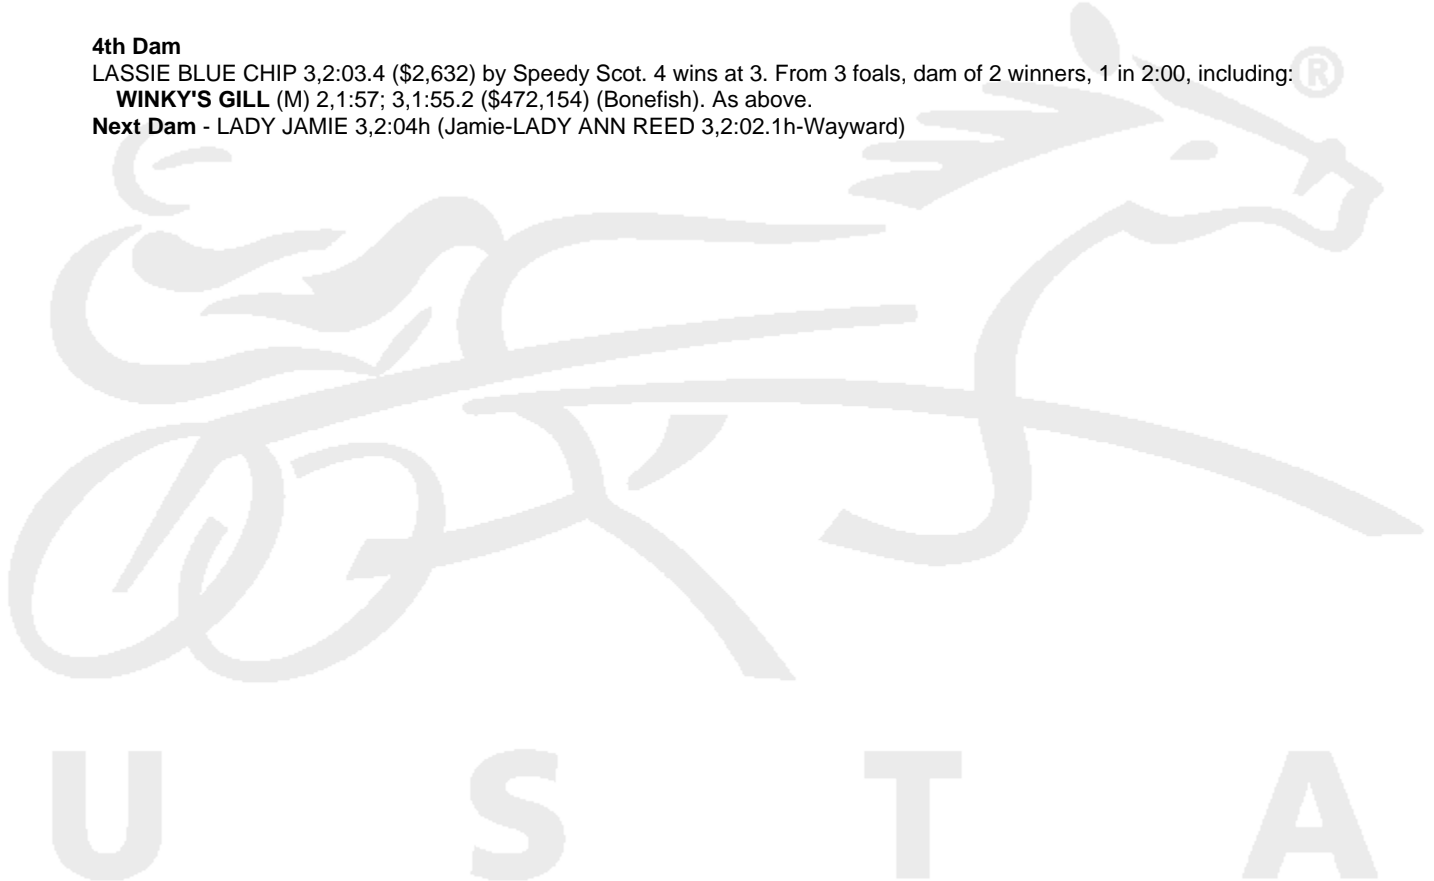 4th Dam
LASSIE BLUE CHIP 3,2:03.4 ($2,632) by Speedy Scot. 4 wins at 3. From 3 foals, dam of 2 winners, 1 in 2:00, including:
WINKY'S GILL (M) 2,1:57; 3,1:55.2 ($472,154) (Bonefish). As above.
Next Dam - LADY JAMIE 3,2:04h (Jamie-LADY ANN REED 3,2:02.1h-Wayward)
®
U S T A